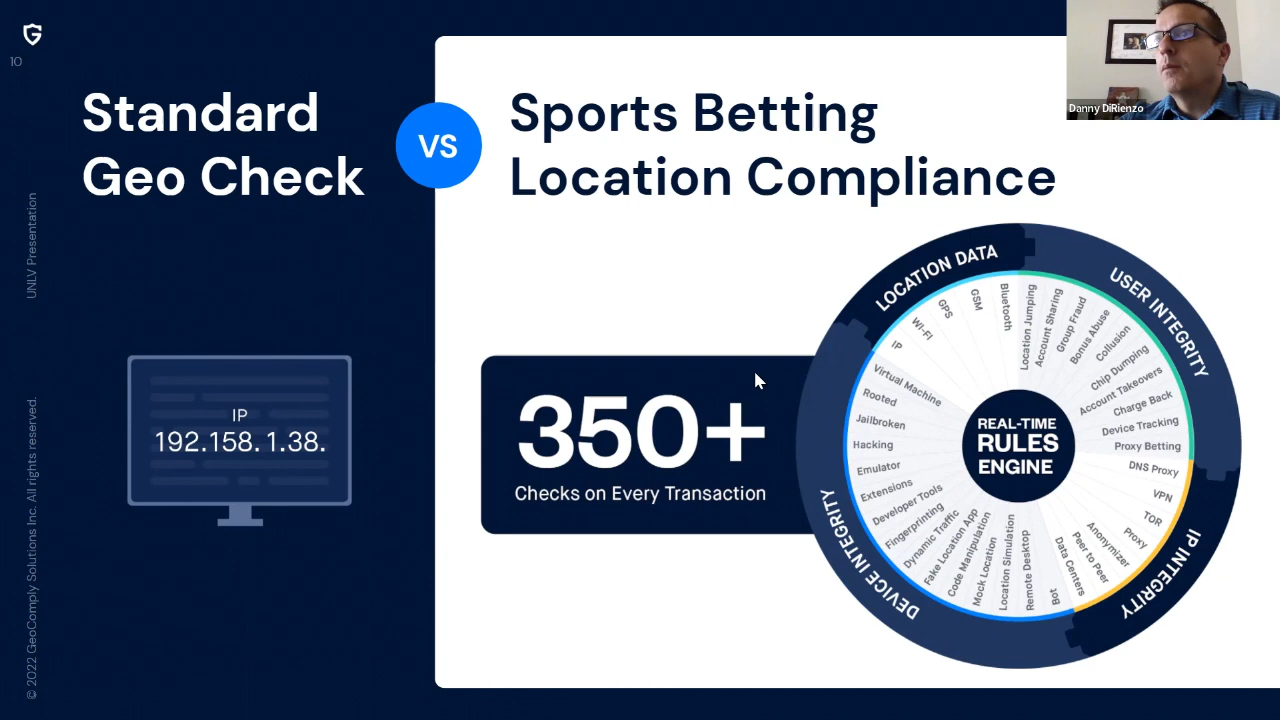 10
UNLV Presentation
© 2022 GeoComply Solutions Inc. All rights reserved.
Standard
Geo Check
VS
Sports Betting
Location Compliance
Danny DiRienzo
IP
192.158. 1.38.
350+
Checks on Every Transaction
REAL-TIME
RULES
ENGINE
LOCATION DATA
IP
WI-FI
GPS
GSM
Bluetooth
USER INTEGRITY
Location Jumping
Account Sharing
Group Fraud
Bonus Abuse
Collusion
Chip Dumping
Account Takeovers
Charge Back
Device Tracking
Proxy Betting
IP INTEGRITY
DNS Proxy
VPN
TOR
Proxy
Anonymizer
Peer to Peer
Data Centers
DEVICE INTEGRITY
Bot
Remote Desktop
Location Simulation
Mock Location
Code Manipulation
Fake Location App
Dynamic Traffic
Fingerprinting
Developer Tools
Extensions
Emulator
Hacking
Jailbroken
Rooted
Virtual Machine